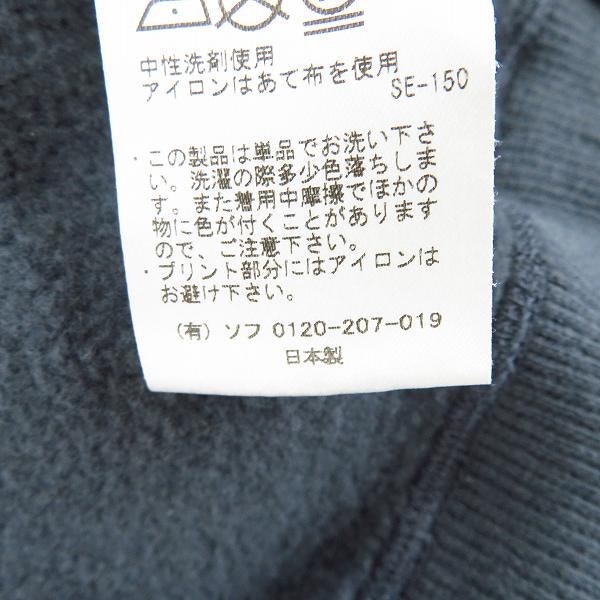 中性洗剤使用
アイロンはあて布を使用
SE-150
・この製品は単品でお洗い下さ
い。洗濯の際多少色落ちしま
す。また着用中摩擦でほかの
物に色が付くことがあります
ので、ご注意下さい。
・プリント部分にはアイロンは
お避け下さい。
(有)ソフ 0120-207-019
日本製